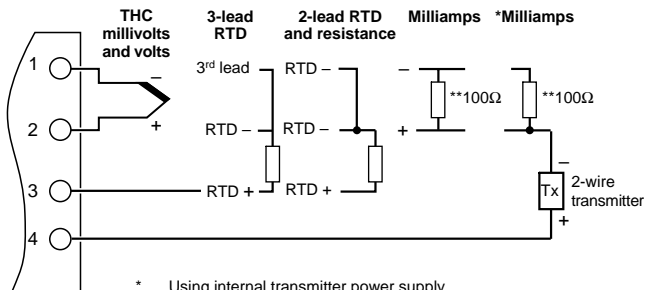 THC
millivolts
and volts
3-lead
RTD
2-lead RTD
and resistance
Milliamps
*Milliamps
1
–
3rd lead
RTD –
–
**100Ω
**100Ω
2
+
RTD –
RTD –
+
–
3
RTD +
RTD +
Tx
2-wire
transmitter
+
4
* Using internal transmitter power supply